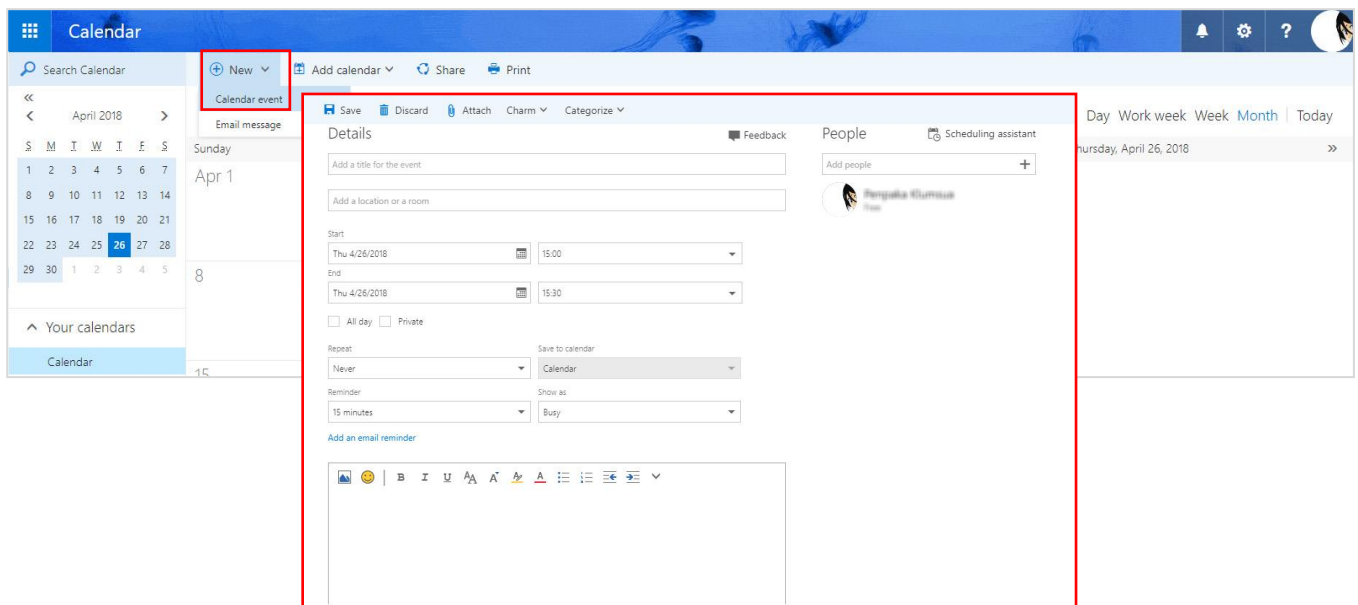 Calendar
?
Search Calendar
New
Add calendar
Share
Print
Calendar event
Email message
April 2018
S M T W T F S
1 2 3 4 5 6 7
8 9 10 11 12 13 14
15 16 17 18 19 20 21
22 23 24 25 26 27 28
29 30 1 2 3 4 5
Your calendars
Calendar
Sunday
Apr 1
8
15
Save
Discard
Attach
Charm
Categorize
Details
Feedback
People
Scheduling assistant
Add a title for the event
Add people
Add a location or a room
Start
Thu 4/26/2018
15:00
End
Thu 4/26/2018
15:30
All day
Private
Repeat
Save to calendar
Never
Calendar
Reminder
Show as
15 minutes
Busy
Add an email reminder
B I U
Day Work week Week Month Today
hursday, April 26, 2018